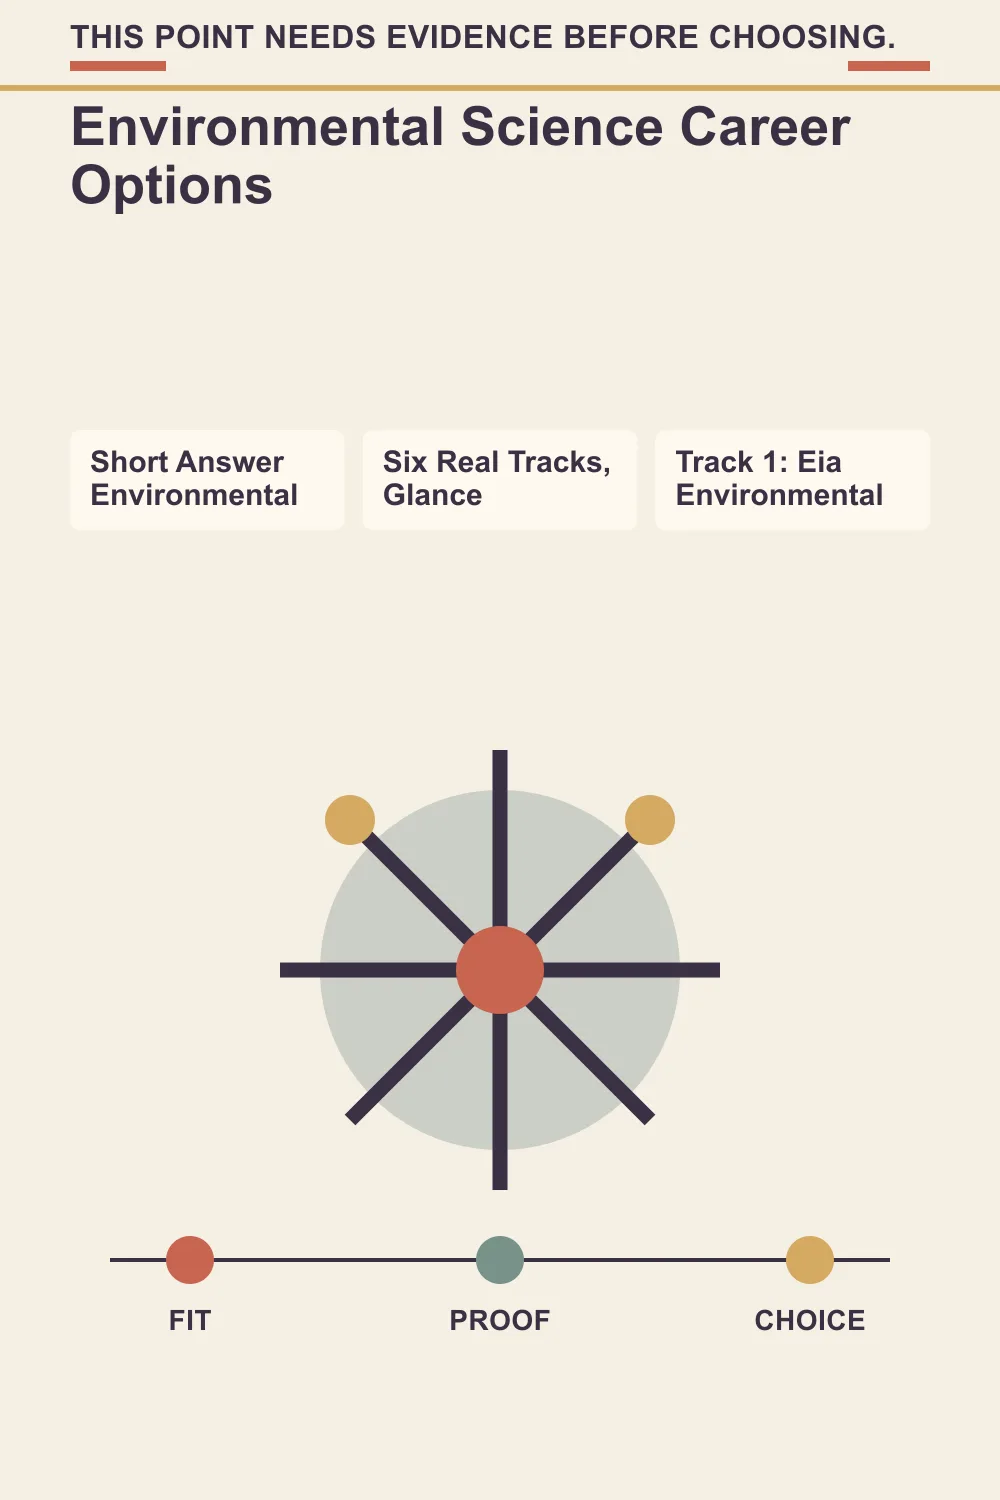 THIS POINT NEEDS EVIDENCE BEFORE CHOOSING.
Environmental Science Career
Options
Short Answer
Environmental
Six Real Tracks,
Glance
Track 1: Eia
Environmental
FIT
PROOF
CHOICE